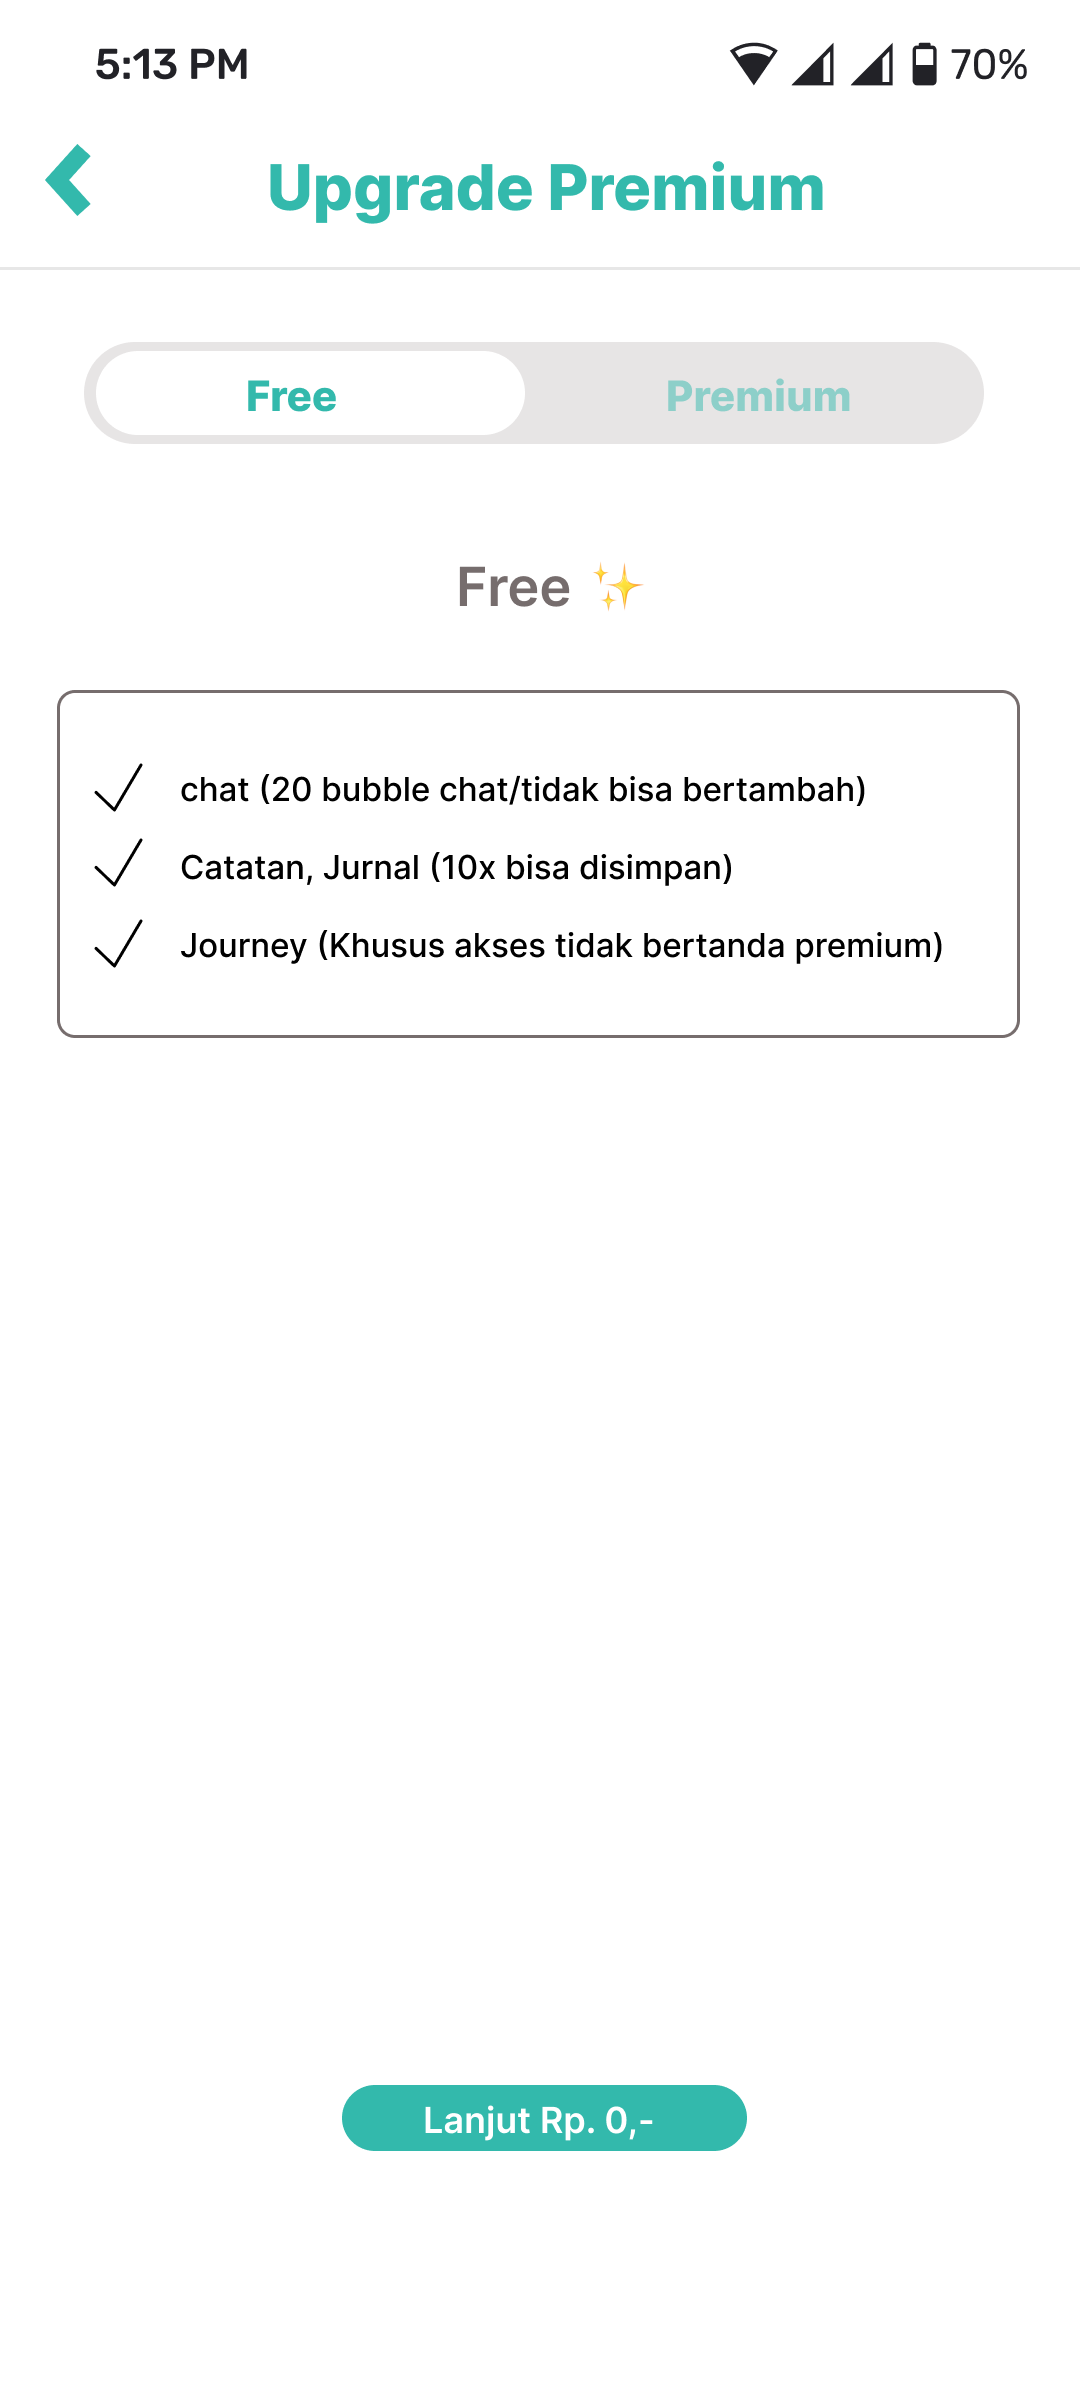 5:13 PM 70%
Upgrade Premium
Free Premium
Free ✨
chat (20 bubble chat/tidak bisa bertambah)
Catatan, Jurnal (10x bisa disimpan)
Journey (Khusus akses tidak bertanda premium)
Lanjut Rp. 0,-